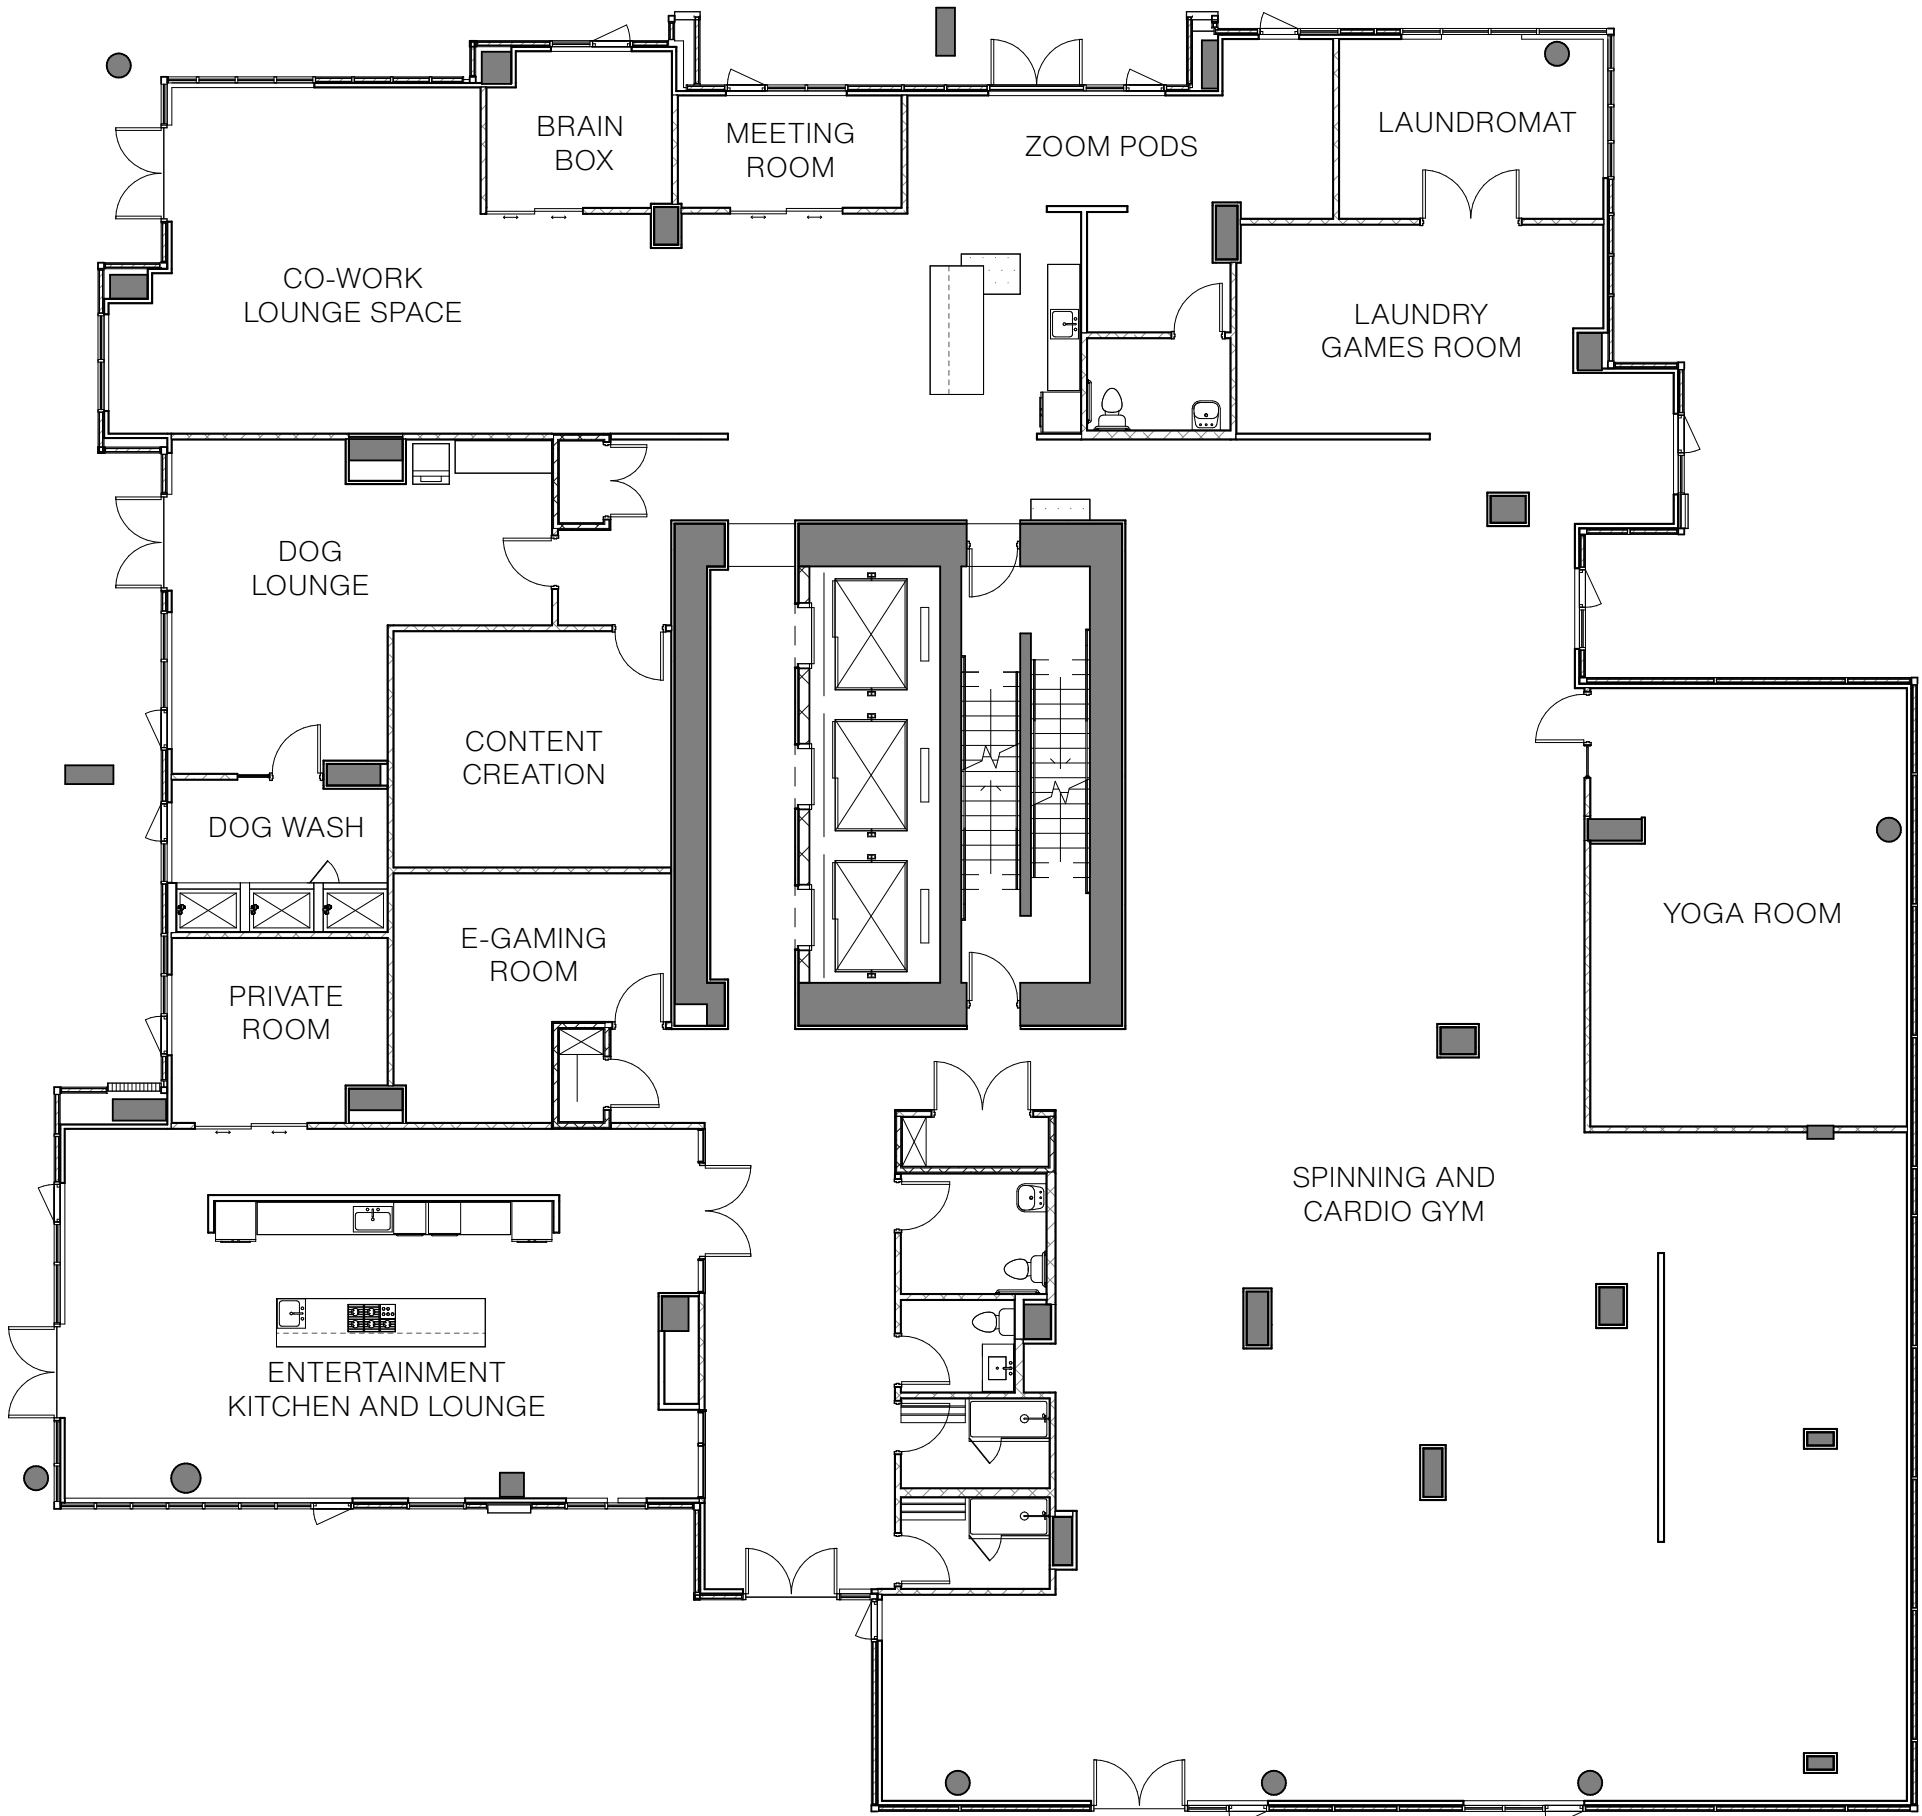 BRAIN
BOX
MEETING
ROOM
ZOOM PODS
LAUNDROMAT
CO-WORK
LOUNGE SPACE
LAUNDRY
GAMES ROOM
DOG
LOUNGE
CONTENT
CREATION
DOG WASH
YOGA ROOM
E-GAMING
ROOM
PRIVATE
ROOM
SPINNING AND
CARDIO GYM
ENTERTAINMENT
KITCHEN AND LOUNGE